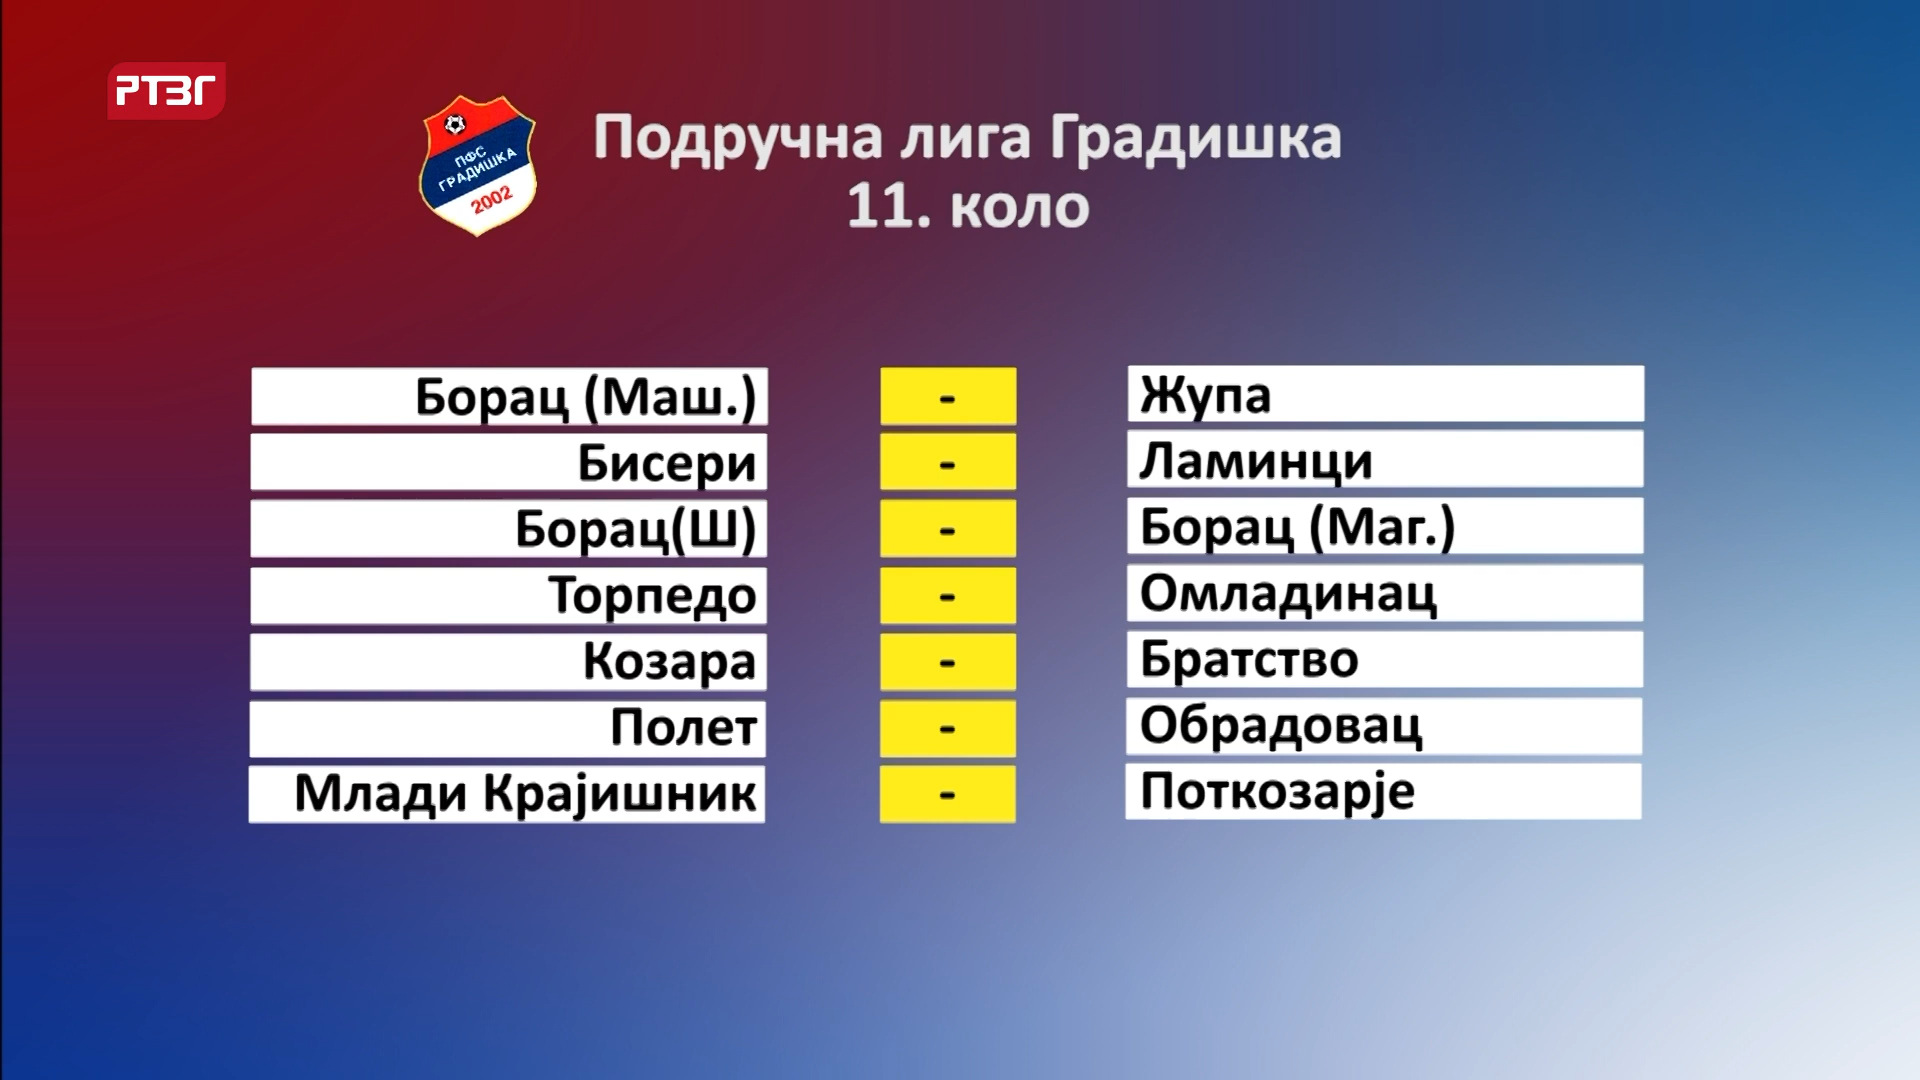 РТВГ
ПФС
ГРАДИШКА
2002
Подручна лига Градишка
11. коло
Борац (Маш.) - Жупа
Бисери - Ламинци
Борац(Ш) - Борац (Маг.)
Торпедо - Омладинац
Козара - Братство
Полет - Обрадовац
Млади Крајишник - Поткозарје